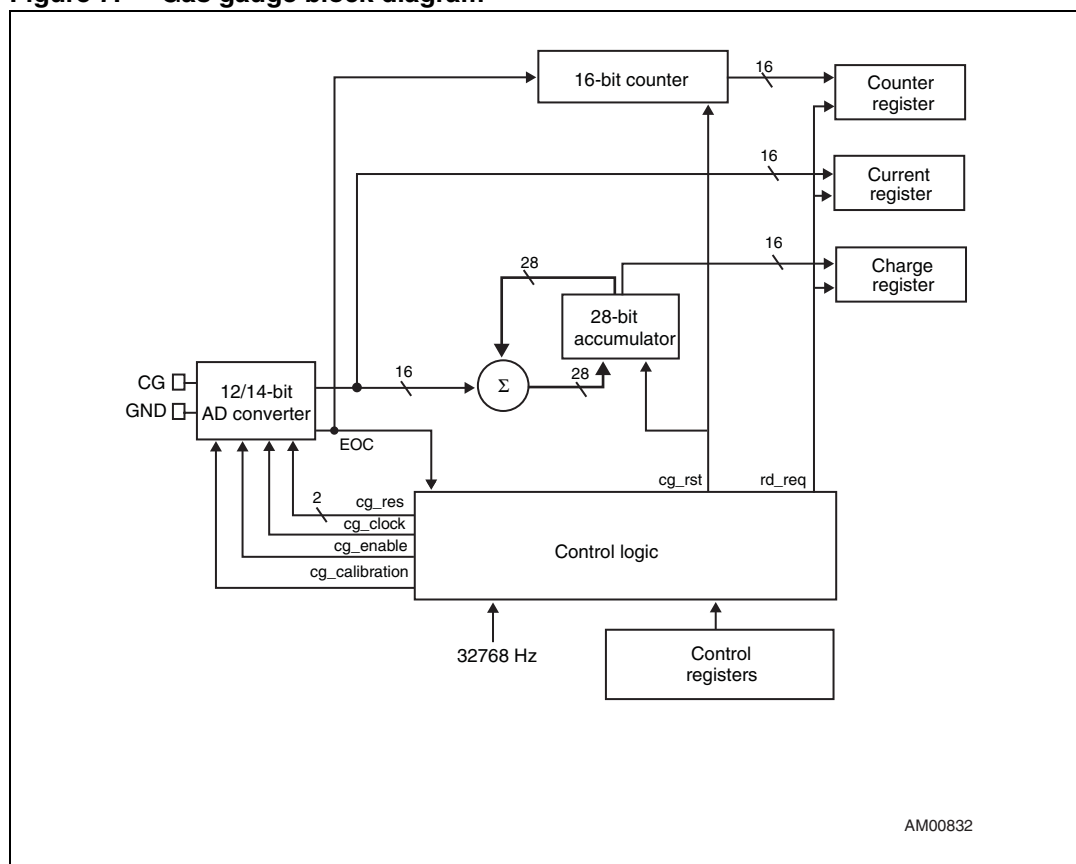 Figure Gas gauge block diagram
16-bit counter
16
Counter
register
16
Current
register
16
Charge
register
28
28-bit
accumulator
CG
GND
12/14-bit
AD converter
16
Σ
28
EOC
cg_rst
rd_req
2
cg_res
cg_clock
cg_enable
cg_calibration
Control logic
32768 Hz
Control
registers
AM00832